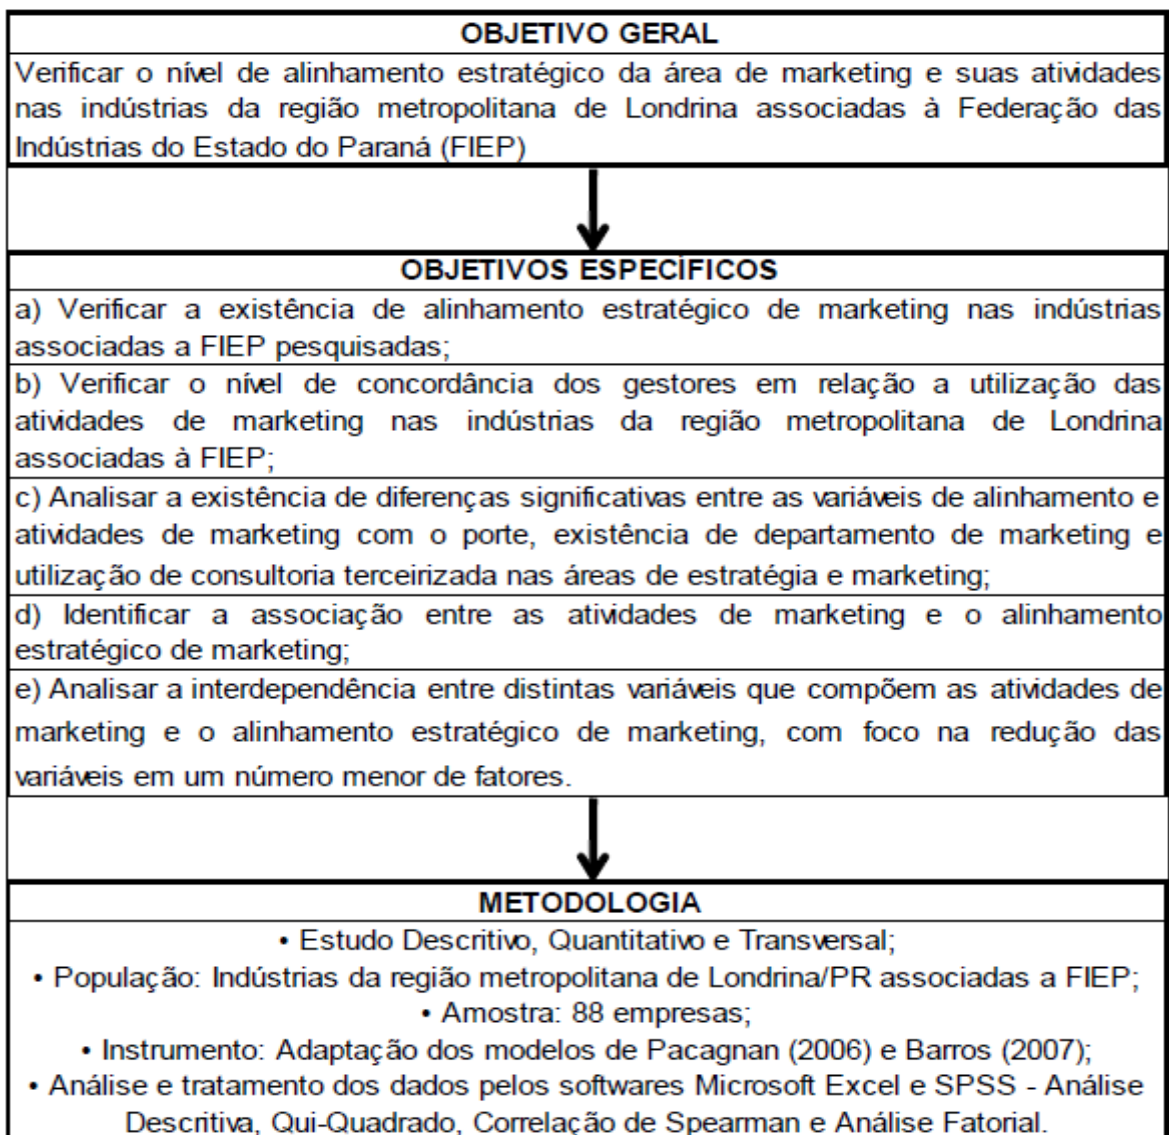 OBJETIVO GERAL
Verificar o nível de alinhamento estratégico da área de marketing e suas atividades
nas indústrias da região metropolitana de Londrina associadas à Federação das
Indústrias do Estado do Paraná (FIEP)
OBJETIVOS ESPECÍFICOS
a) Verificar a existência de alinhamento estratégico de marketing nas indústrias
associadas a FIEP pesquisadas;
b) Verificar o nível de concordância dos gestores em relação a utilização das
atividades de marketing nas indústrias da região metropolitana de Londrina
associadas à FIEP;
c) Analisar a existência de diferenças significativas entre as variáveis de alinhamento e
atividades de marketing com o porte, existência de departamento de marketing e
utilização de consultoria terceirizada nas áreas de estratégia e marketing;
d) Identificar a associação entre as atividades de marketing e o alinhamento
estratégico de marketing;
e) Analisar a interdependência entre distintas variáveis que compõem as atividades de
marketing e o alinhamento estratégico de marketing, com foco na redução das
variáveis em um número menor de fatores.
METODOLOGIA
• Estudo Descritivo, Quantitativo e Transversal;
• População: Indústrias da região metropolitana de Londrina/PR associadas a FIEP;
• Amostra: 88 empresas;
• Instrumento: Adaptação dos modelos de Pacagnan (2006) e Barros (2007);
• Análise e tratamento dos dados pelos softwares Microsoft Excel e SPSS - Análise
Descritiva, Qui-Quadrado, Correlação de Spearman e Análise Fatorial.